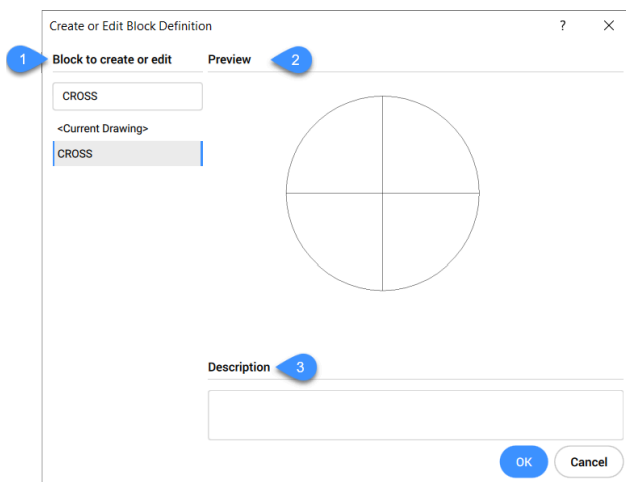 Create or Edit Block Definition
?
1
Block to create or edit
Preview
2
CROSS
<Current Drawing>
CROSS
Description
3
OK
Cancel